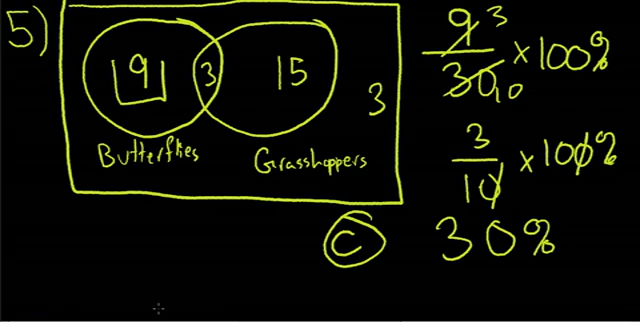 5)
9 3 15 3
Butterflies Grasshoppers
9 3
30 10 × 100%
3
10 × 100%
C 30%